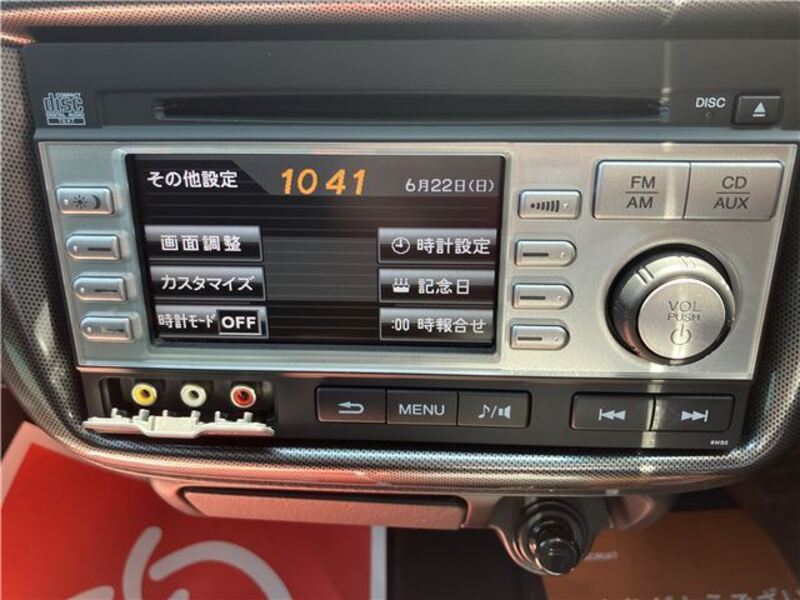 COMPACT
disc
DIGITAL AUDIO
TEXT
DISC
その他設定
10 41
6月22日(日)
FM
AM
CD
AUX
画面調整
時計設定
カスタマイズ
記念日
時計モード OFF
:00 時報合せ
VOL
PUSH
MENU
6W80